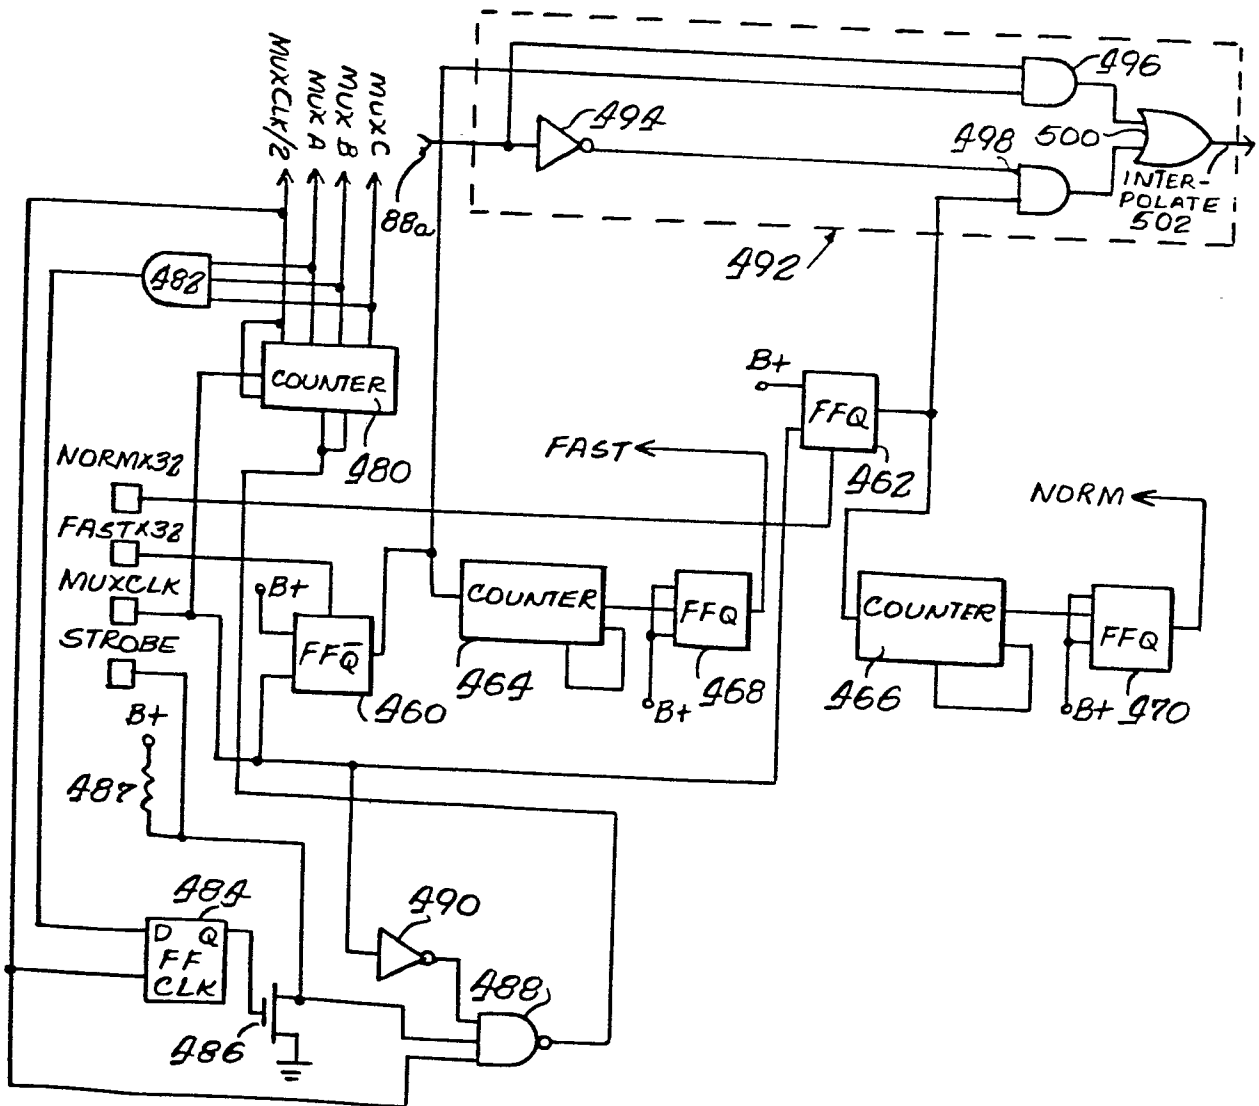 MUXCLK/2
MUX A
MUX B
MUX C
496
494
498
500
INTER-
POLATE
502
88a
492
482
COUNTER
480
B+
FFQ
462
NORMX32
FAST
NORM
FASTX32
MUXCLK
B+
COUNTER
FFQ
COUNTER
FFQ
STROBE
FFQ̅
460
464
B+
468
466
B+
470
B+
487
484
490
D Q
FF
CLK
488
486